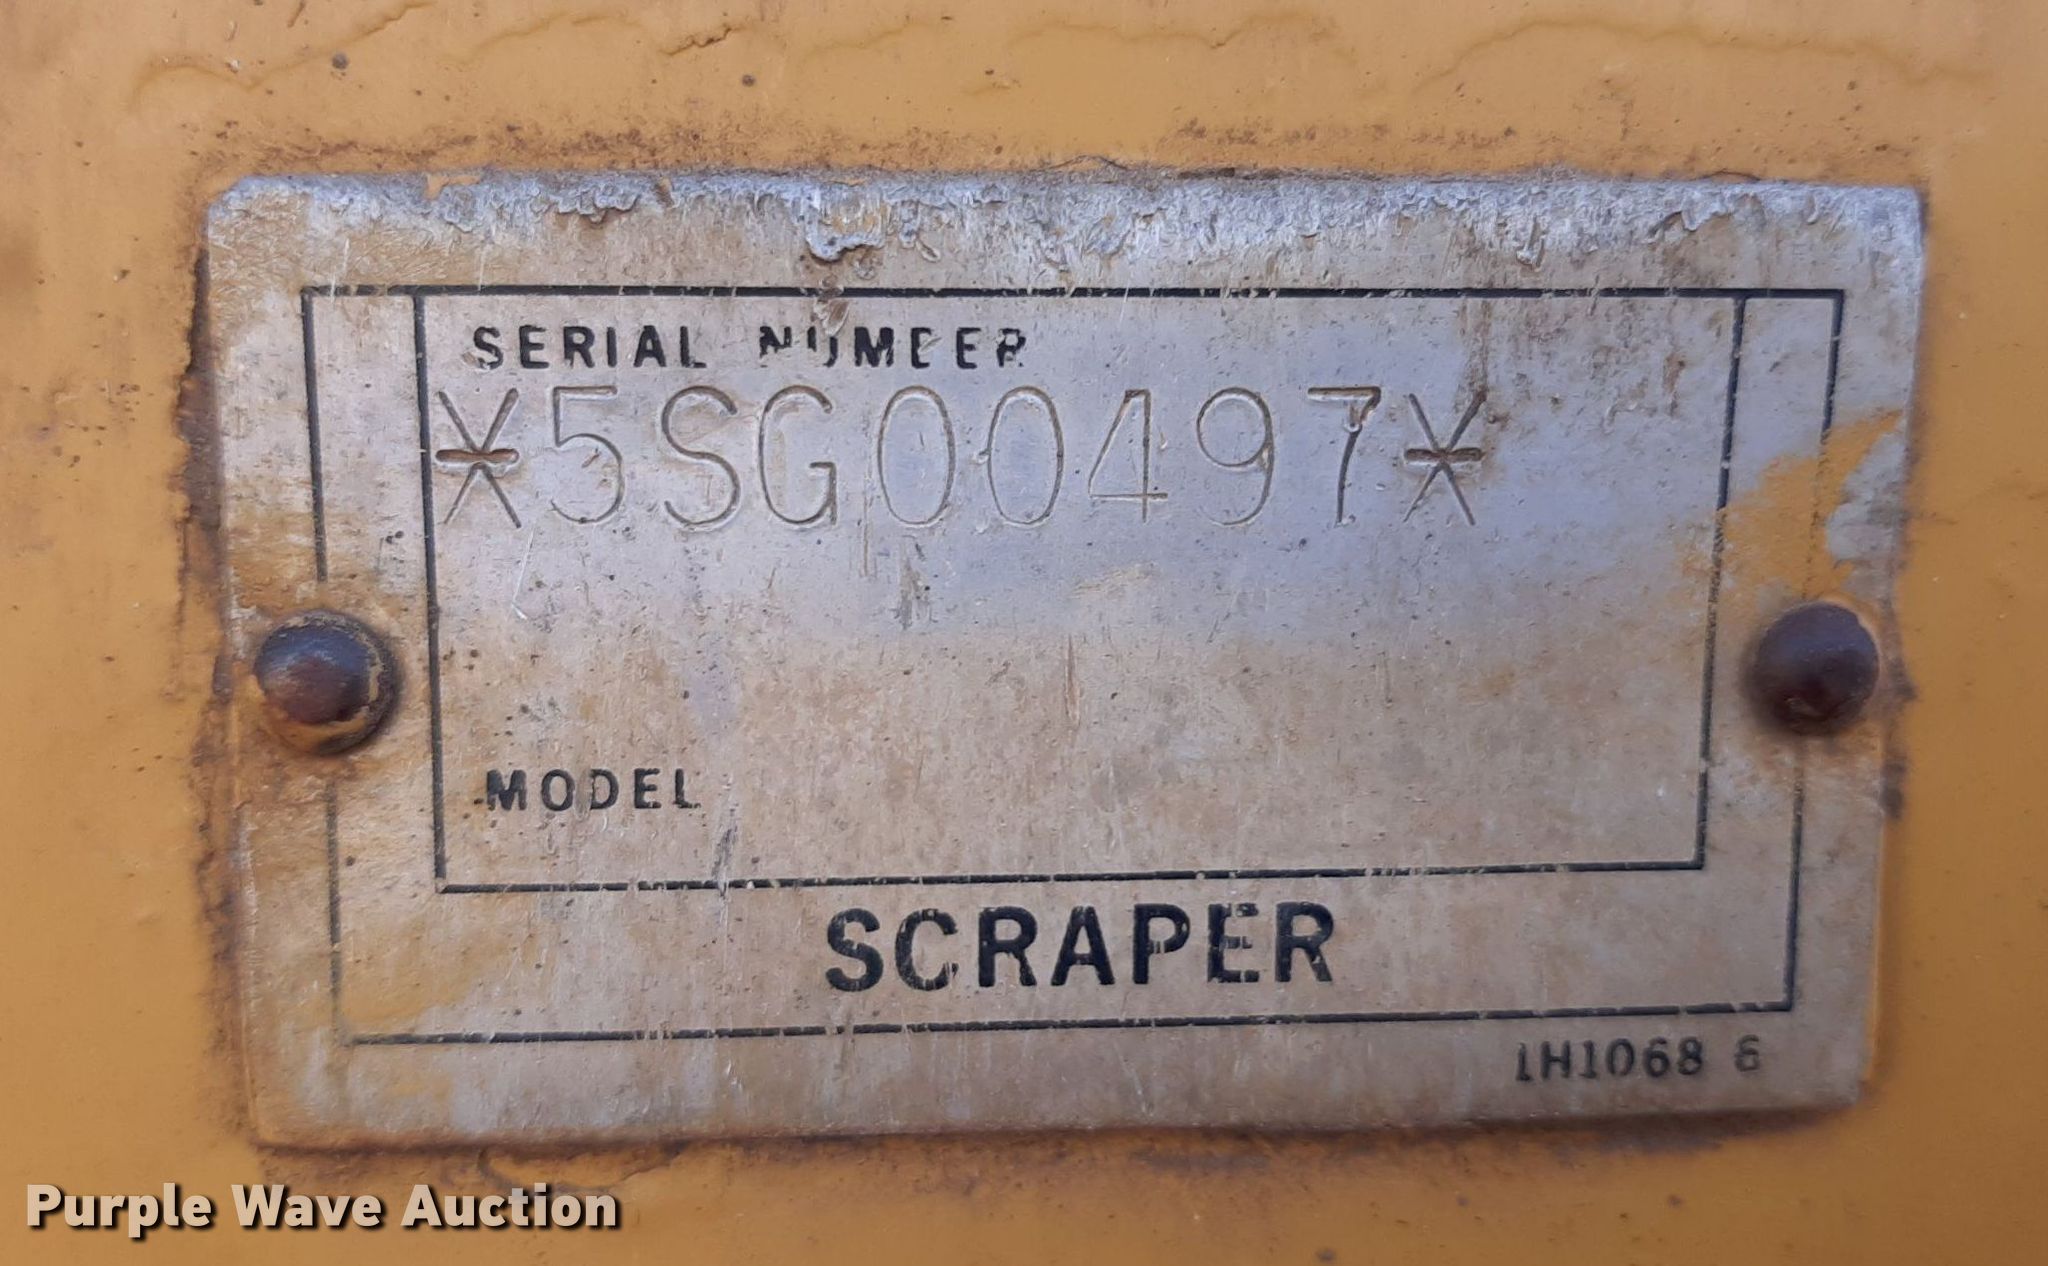 SERIAL NUMBER
*5SG00497*
MODEL
SCRAPER
1H1068 6
Purple Wave Auction